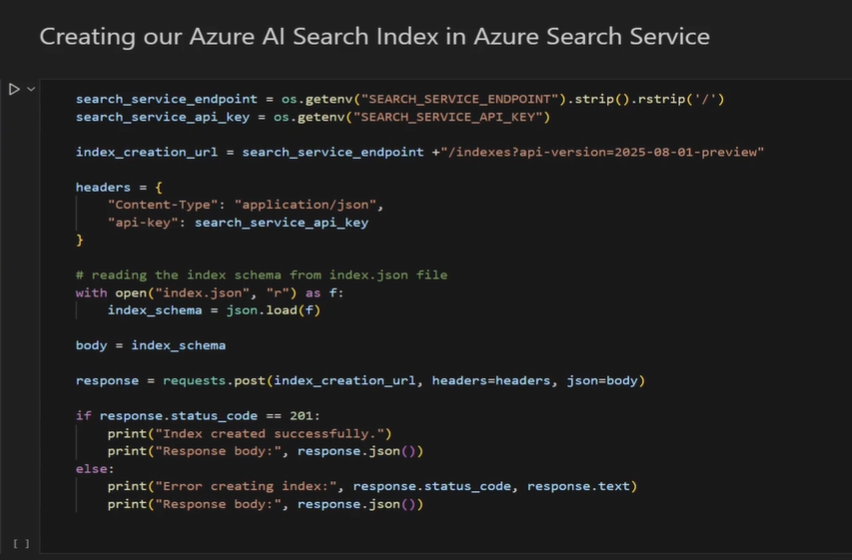 Creating our Azure AI Search Index in Azure Search Service
search_service_endpoint = os.getenv("SEARCH_SERVICE_ENDPOINT").strip().rstrip('/')
search_service_api_key = os.getenv("SEARCH_SERVICE_API_KEY")
index_creation_url = search_service_endpoint +"/indexes?api-version=2025-08-01-preview"
headers = {
    "Content-Type": "application/json",
    "api-key": search_service_api_key
}
# reading the index schema from index.json file
with open("index.json", "r") as f:
    index_schema = json.load(f)
body = index_schema
response = requests.post(index_creation_url, headers=headers, json=body)
if response.status_code == 201:
    print("Index created successfully.")
    print("Response body:", response.json())
else:
    print("Error creating index:", response.status_code, response.text)
    print("Response body:", response.json())
[ ]